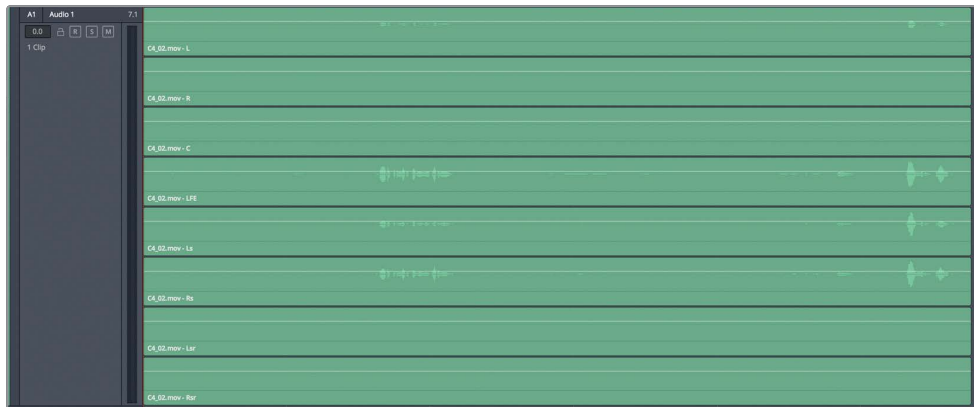 A1 Audio 1 7.1
0.0 R S M
1 Clip
C4_02.mov - L
C4_02.mov - R
C4_02.mov - C
C4_02.mov - LFE
C4_02.mov - Ls
C4_02.mov - Rs
C4_02.mov - Lsr
C4_02.mov - Rsr